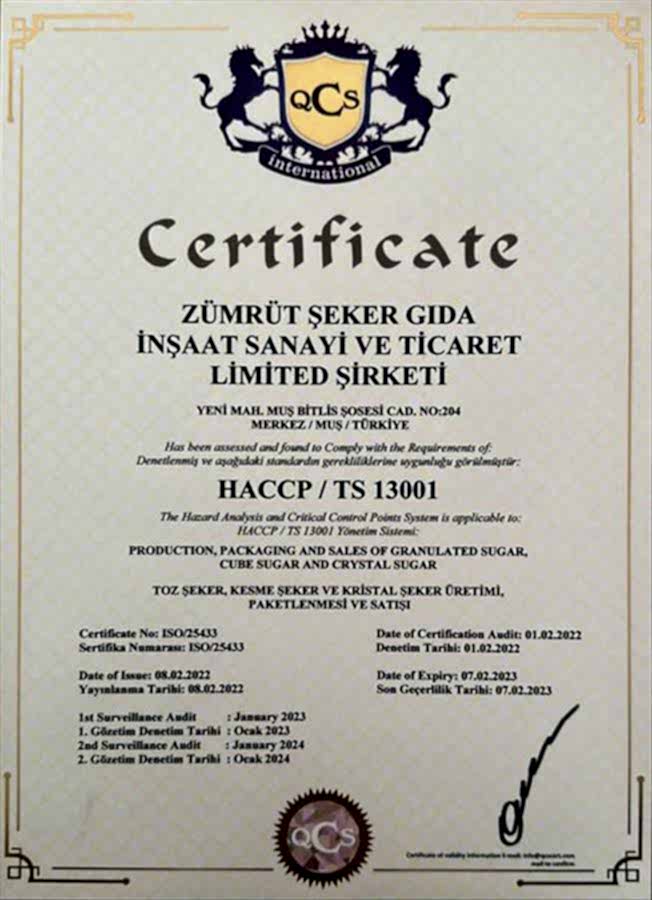 QCS
international
Certificate
ZÜMRÜT ŞEKER GIDA
İNŞAAT SANAYİ VE TİCARET
LİMİTED ŞİRKETİ
YENİ MAH. MUŞ BİTLİS ŞOSESİ CAD. NO:204
MERKEZ / MUŞ / TÜRKİYE
Has been assessed and found to Comply with the Requirements of:
Denetlenmiş ve aşağıdaki standardın gerekliliklerine uygunluğu görülmüştür:
HACCP / TS 13001
The Hazard Analysis and Critical Control Points System is applicable to:
HACCP / TS 13001 Yönetim Sistemi:
PRODUCTION, PACKAGING AND SALES OF GRANULATED SUGAR,
CUBE SUGAR AND CRYSTAL SUGAR
TOZ ŞEKER, KESME ŞEKER VE KRİSTAL ŞEKER ÜRETİMİ,
PAKETLENMESİ VE SATIŞI
Certificate No: ISO/25433 Date of Certification Audit: 01.02.2022
Sertifika Numarası: ISO/25433 Denetim Tarihi: 01.02.2022
Date of Issue: 08.02.2022 Date of Expiry: 07.02.2023
Yayınlanma Tarihi: 08.02.2022 Son Geçerlilik Tarihi: 07.02.2023
1st Surveillance Audit : January 2023
1. Gözetim Denetim Tarihi : Ocak 2023
2nd Surveillance Audit : January 2024
2. Gözetim Denetim Tarihi : Ocak 2024
QCS
Certificate of validity information E-mail:
mail to confirm.